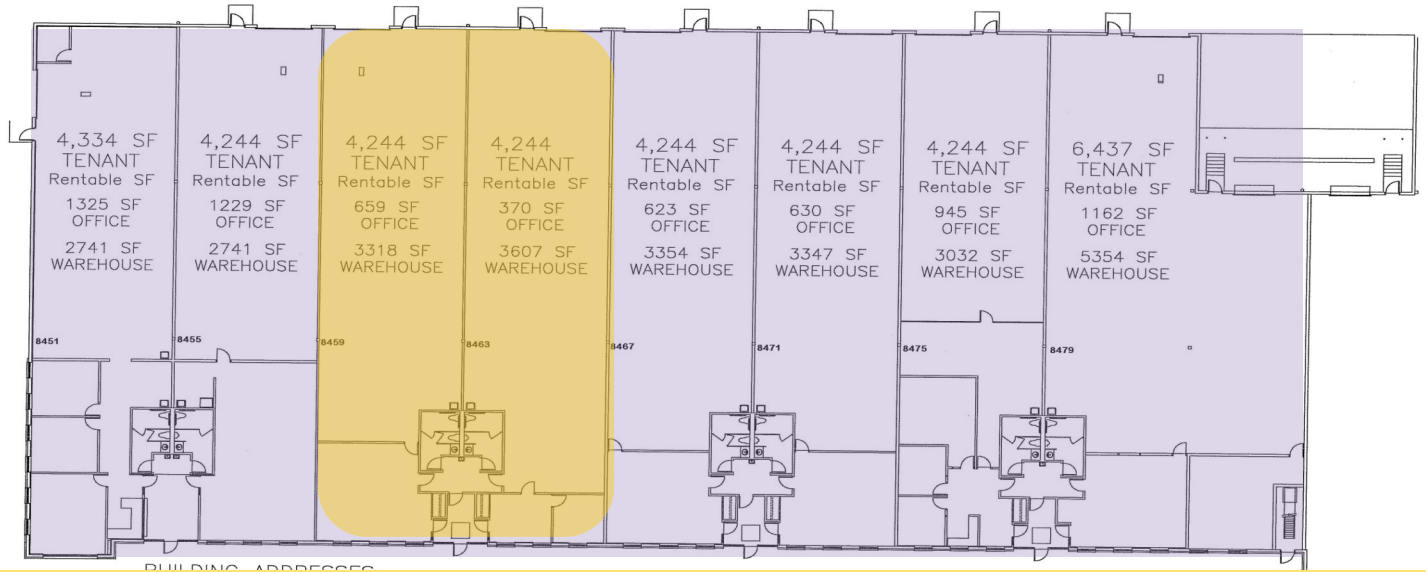 4,334 SF
TENANT
Rentable SF
1325 SF
OFFICE
2741 SF
WAREHOUSE
8451
4,244 SF
TENANT
Rentable SF
1229 SF
OFFICE
2741 SF
WAREHOUSE
8455
4,244 SF
TENANT
Rentable SF
659 SF
OFFICE
3318 SF
WAREHOUSE
8459
4,244
TENANT
Rentable SF
370 SF
OFFICE
3607 SF
WAREHOUSE
8463
4,244 SF
TENANT
Rentable SF
623 SF
OFFICE
3354 SF
WAREHOUSE
8467
4,244 SF
TENANT
Rentable SF
630 SF
OFFICE
3347 SF
WAREHOUSE
8471
4,244 SF
TENANT
Rentable SF
945 SF
OFFICE
3032 SF
WAREHOUSE
8475
6,437 SF
TENANT
Rentable SF
1162 SF
OFFICE
5354 SF
WAREHOUSE
8479
BUILDING ADDRESSES